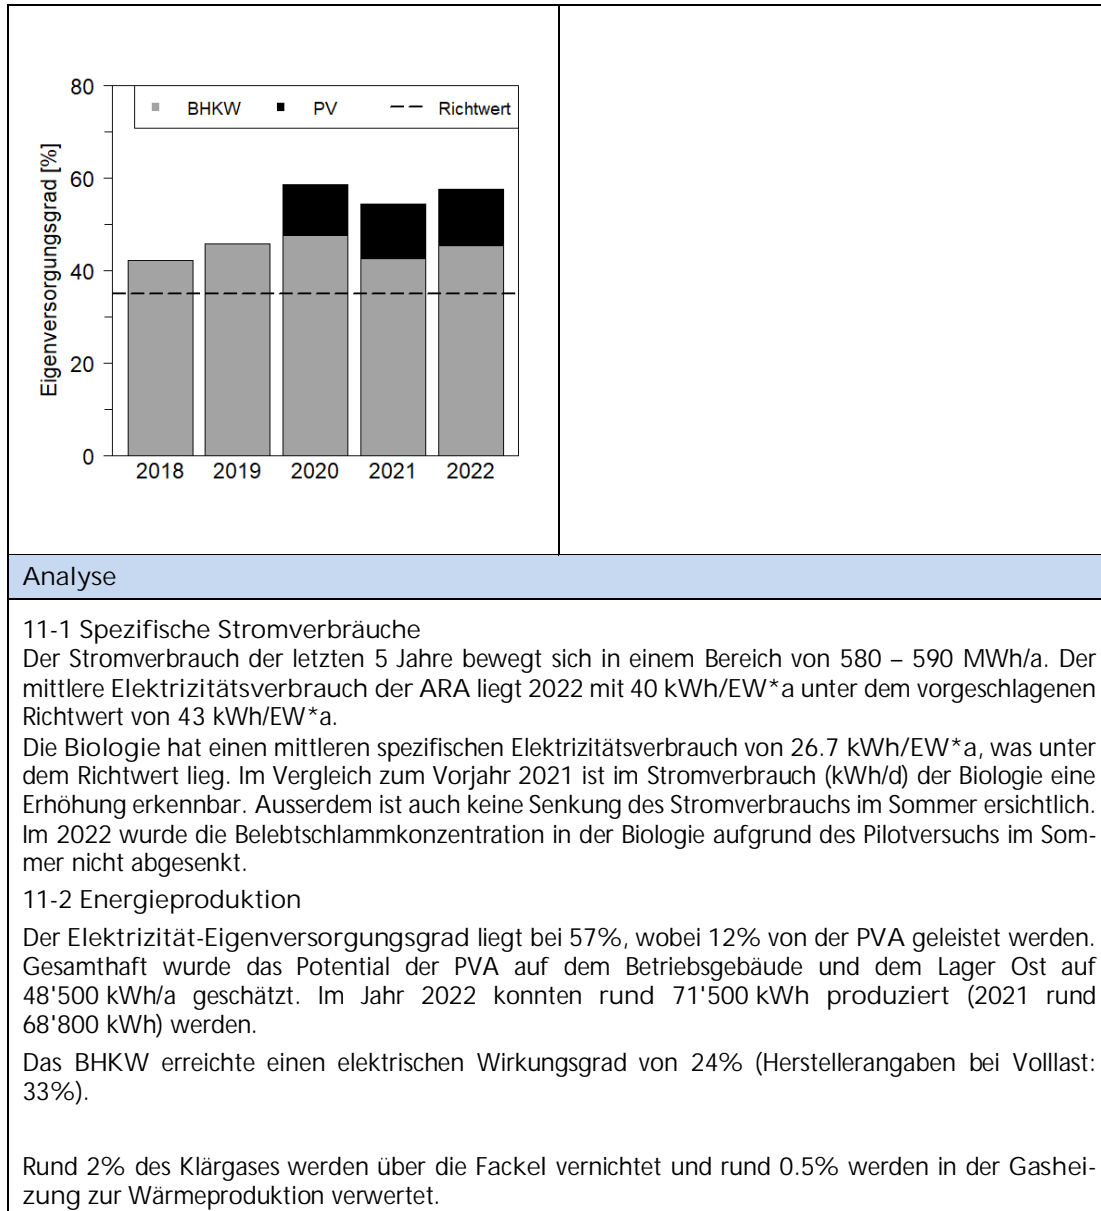 80
60
40
20
0
Eigenversorgungsgrad [%]
BHKW PV Richtwert
2018 2019 2020 2021 2022
Analyse
11-1 Spezifische Stromverbräuche
Der Stromverbrauch der letzten 5 Jahre bewegt sich in einem Bereich von 580 – 590 MWh/a. Der
mittlere Elektrizitätsverbrauch der ARA liegt 2022 mit 40 kWh/EW*a unter dem vorgeschlagenen
Richtwert von 43 kWh/EW*a.
Die Biologie hat einen mittleren spezifischen Elektrizitätsverbrauch von 26.7 kWh/EW*a, was unter
dem Richtwert lieg. Im Vergleich zum Vorjahr 2021 ist im Stromverbrauch (kWh/d) der Biologie eine
Erhöhung erkennbar. Ausserdem ist auch keine Senkung des Stromverbrauchs im Sommer ersichtlich.
Im 2022 wurde die Belebtschlammkonzentration in der Biologie aufgrund des Pilotversuchs im Som-
mer nicht abgesenkt.
11-2 Energieproduktion
Der Elektrizität-Eigenversorgungsgrad liegt bei 57%, wobei 12% von der PVA geleistet werden.
Gesamthaft wurde das Potential der PVA auf dem Betriebsgebäude und dem Lager Ost auf
48'500 kWh/a geschätzt. Im Jahr 2022 konnten rund 71'500 kWh produziert (2021 rund
68'800 kWh) werden.
Das BHKW erreichte einen elektrischen Wirkungsgrad von 24% (Herstellerangaben bei Volllast:
33%).
Rund 2% des Klärgases werden über die Fackel vernichtet und rund 0.5% werden in der Gashei-
zung zur Wärmeproduktion verwertet.